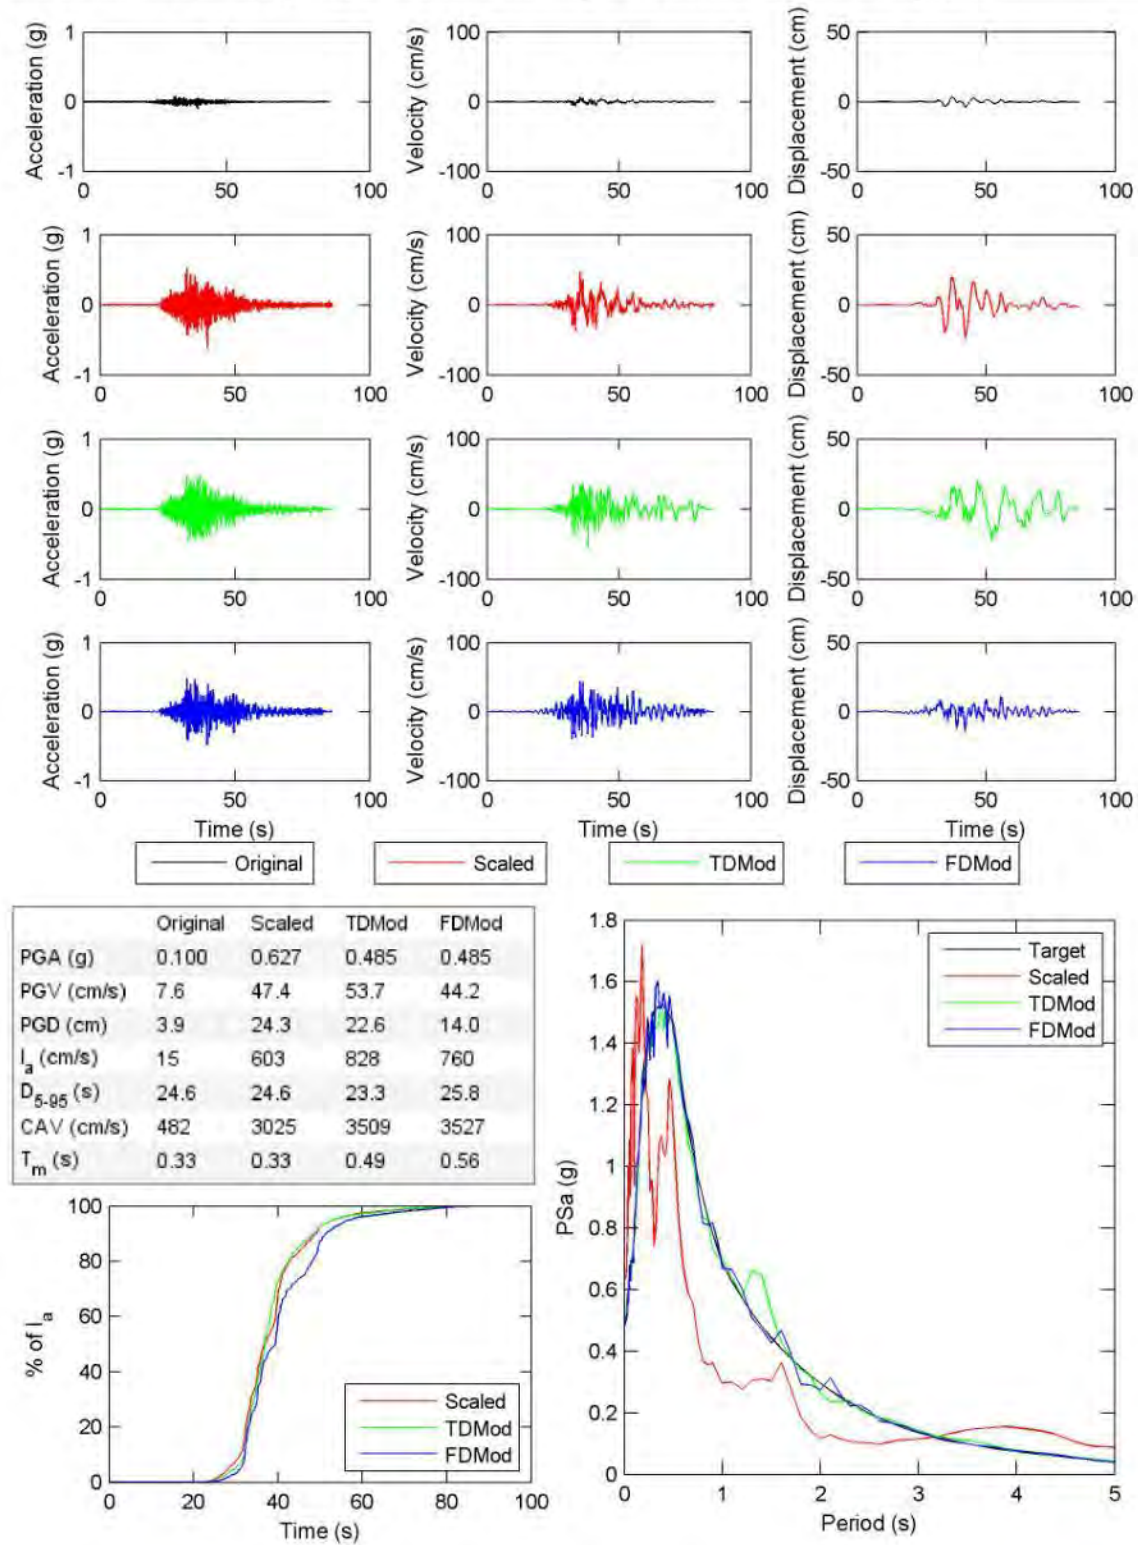 Acceleration (g)
1
0
-1
0 50 100
Velocity (cm/s)
100
0
-100
0 50 100
Displacement (cm)
50
0
-50
0 50 100
Acceleration (g)
1
0
-1
0 50 100
Velocity (cm/s)
100
0
-100
0 50 100
Displacement (cm)
50
0
-50
0 50 100
Acceleration (g)
1
0
-1
0 50 100
Velocity (cm/s)
100
0
-100
0 50 100
Displacement (cm)
50
0
-50
0 50 100
Acceleration (g)
1
0
-1
0 50 100
Time (s)
Velocity (cm/s)
100
0
-100
0 50 100
Time (s)
Displacement (cm)
50
0
-50
0 50 100
Time (s)
Original Scaled TDMod FDMod
Original Scaled TDMod FDMod
PGA (g) 0.100 0.627 0.485 0.485
PGV (cm/s) 7.6 47.4 53.7 44.2
PGD (cm) 3.9 24.3 22.6 14.0
Ia (cm/s) 15 603 828 760
D5-95 (s) 24.6 24.6 23.3 25.8
CAV (cm/s) 482 3025 3509 3527
Tm (s) 0.33 0.33 0.49 0.56
% of Ia
100
80
60
40
20
0
0 20 40 60 80 100
Time (s)
Scaled
TDMod
FDMod
PSa (g)
1.8
1.6
1.4
1.2
1
0.8
0.6
0.4
0.2
0
0 1 2 3 4 5
Period (s)
Target
Scaled
TDMod
FDMod